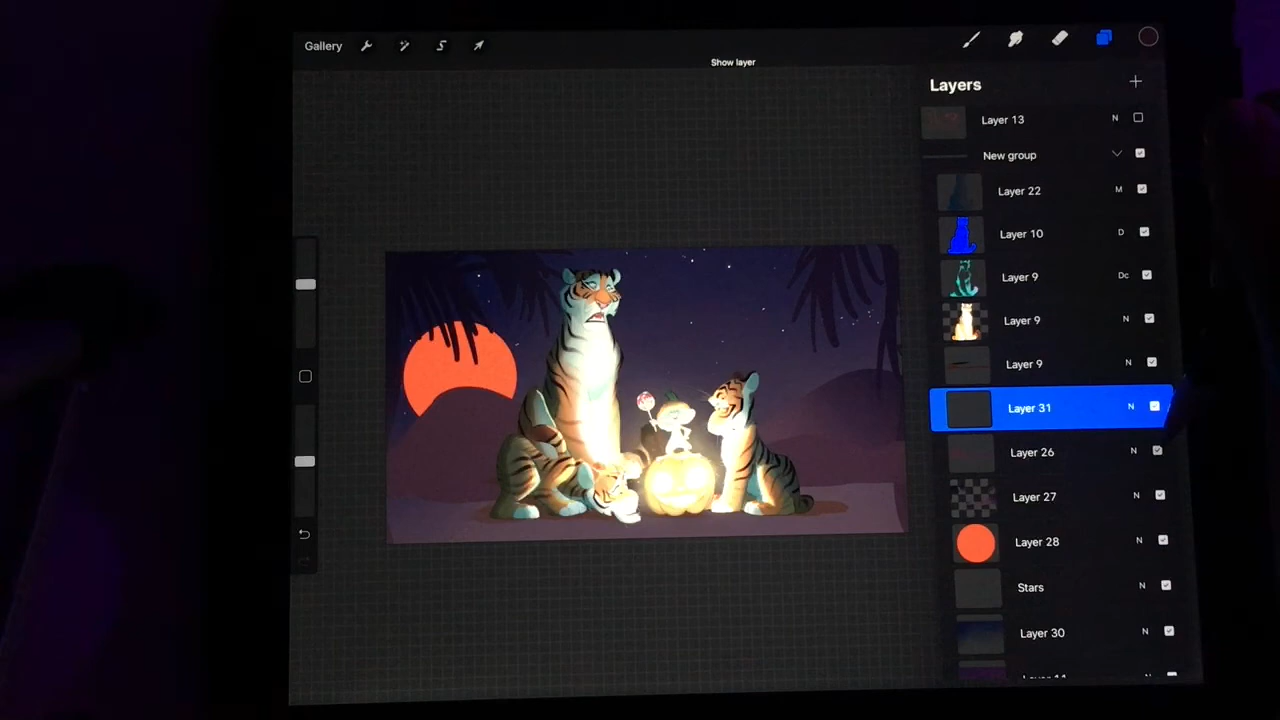 Gallery
Show layer
Layers
Layer 13 N
New group
Layer 22 M
Layer 10 D
Layer 9 Dc
Layer 9 N
Layer 9 N
Layer 31 N
Layer 26 N
Layer 27 N
Layer 28 N
Stars N
Layer 30 N